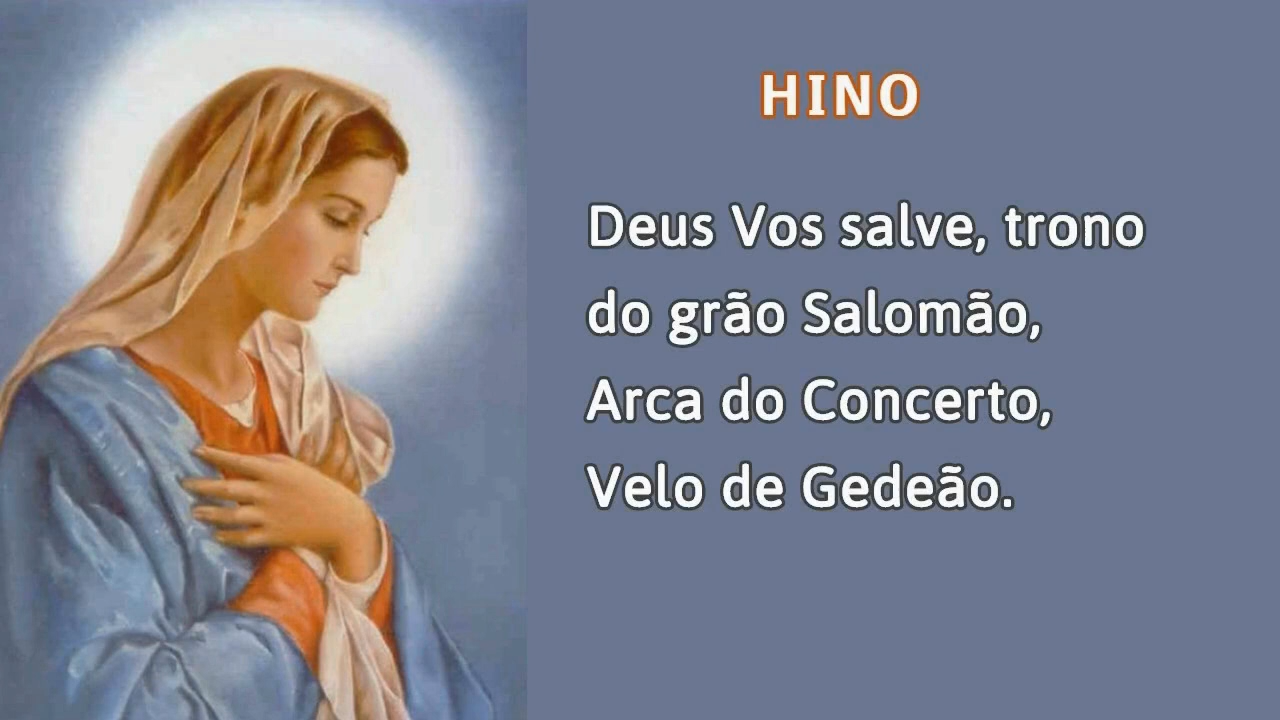 HINO
Deus Vos salve, trono
do grão Salomão,
Arca do Concerto,
Velo de Gedeão.